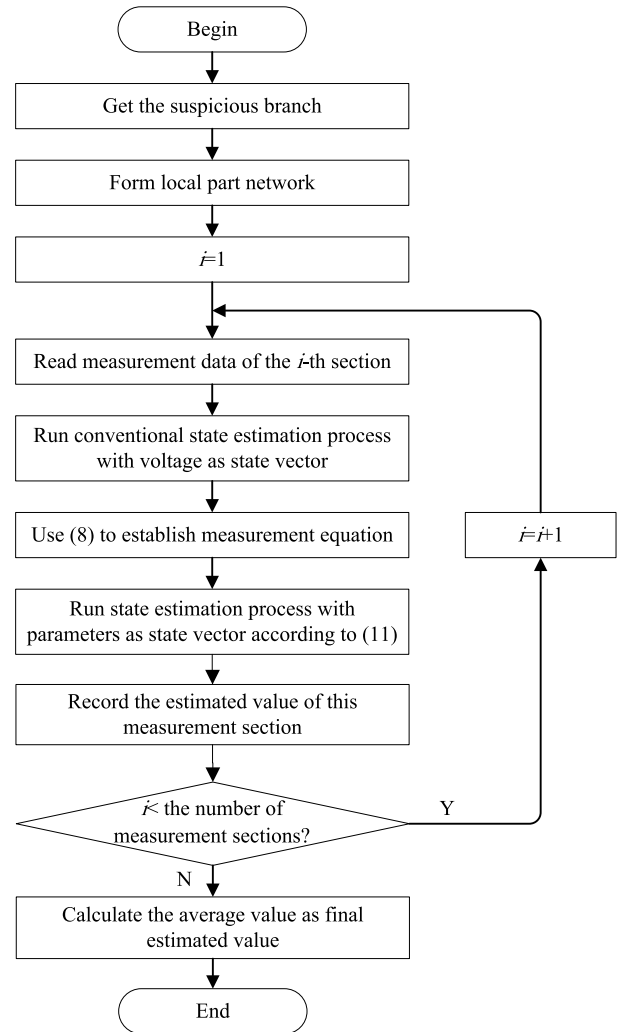 Begin
Get the suspicious branch
Form local part network
i=1
Read measurement data of the i-th section
Run conventional state estimation process
with voltage as state vector
Use (8) to establish measurement equation
i=i+1
Run state estimation process with
parameters as state vector according to (11)
Record the estimated value of this
measurement section
i< the number of
measurement sections?
Y
N
Calculate the average value as final
estimated value
End